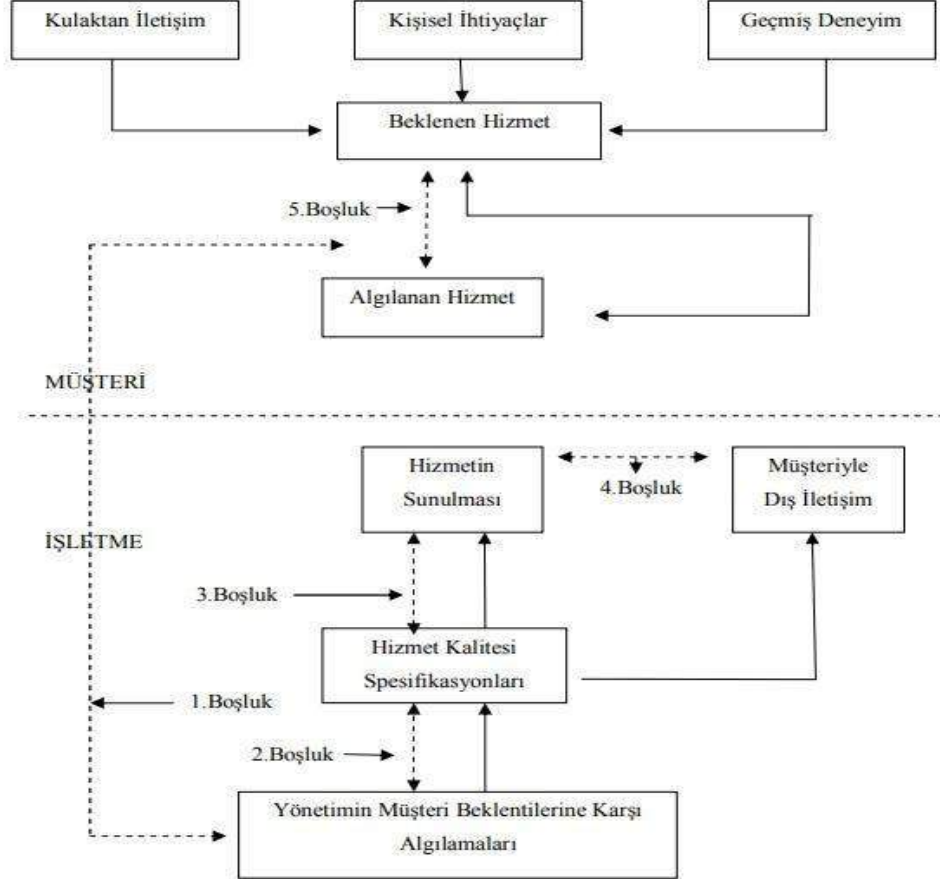 Kulaktan İletişim
Kişisel İhtiyaçlar
Geçmiş Deneyim
Beklenen Hizmet
5.Boşluk
Algılanan Hizmet
MÜŞTERİ
Hizmetin
Sunulması
4.Boşluk
Müşteriyle
Dış İletişim
İŞLETME
3.Boşluk
Hizmet Kalitesi
Spesifikasyonları
1.Boşluk
2.Boşluk
Yönetimin Müşteri Beklentilerine Karşı
Algılamaları